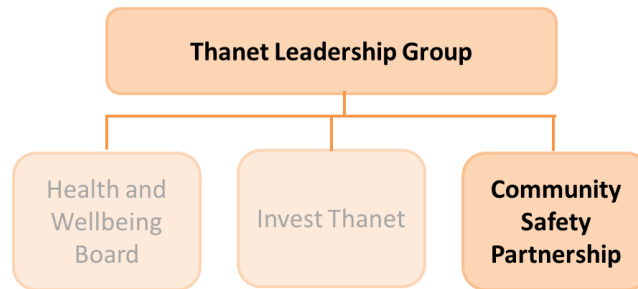 Thanet Leadership Group
Health and
Wellbeing
Board
Invest Thanet
Community
Safety
Partnership